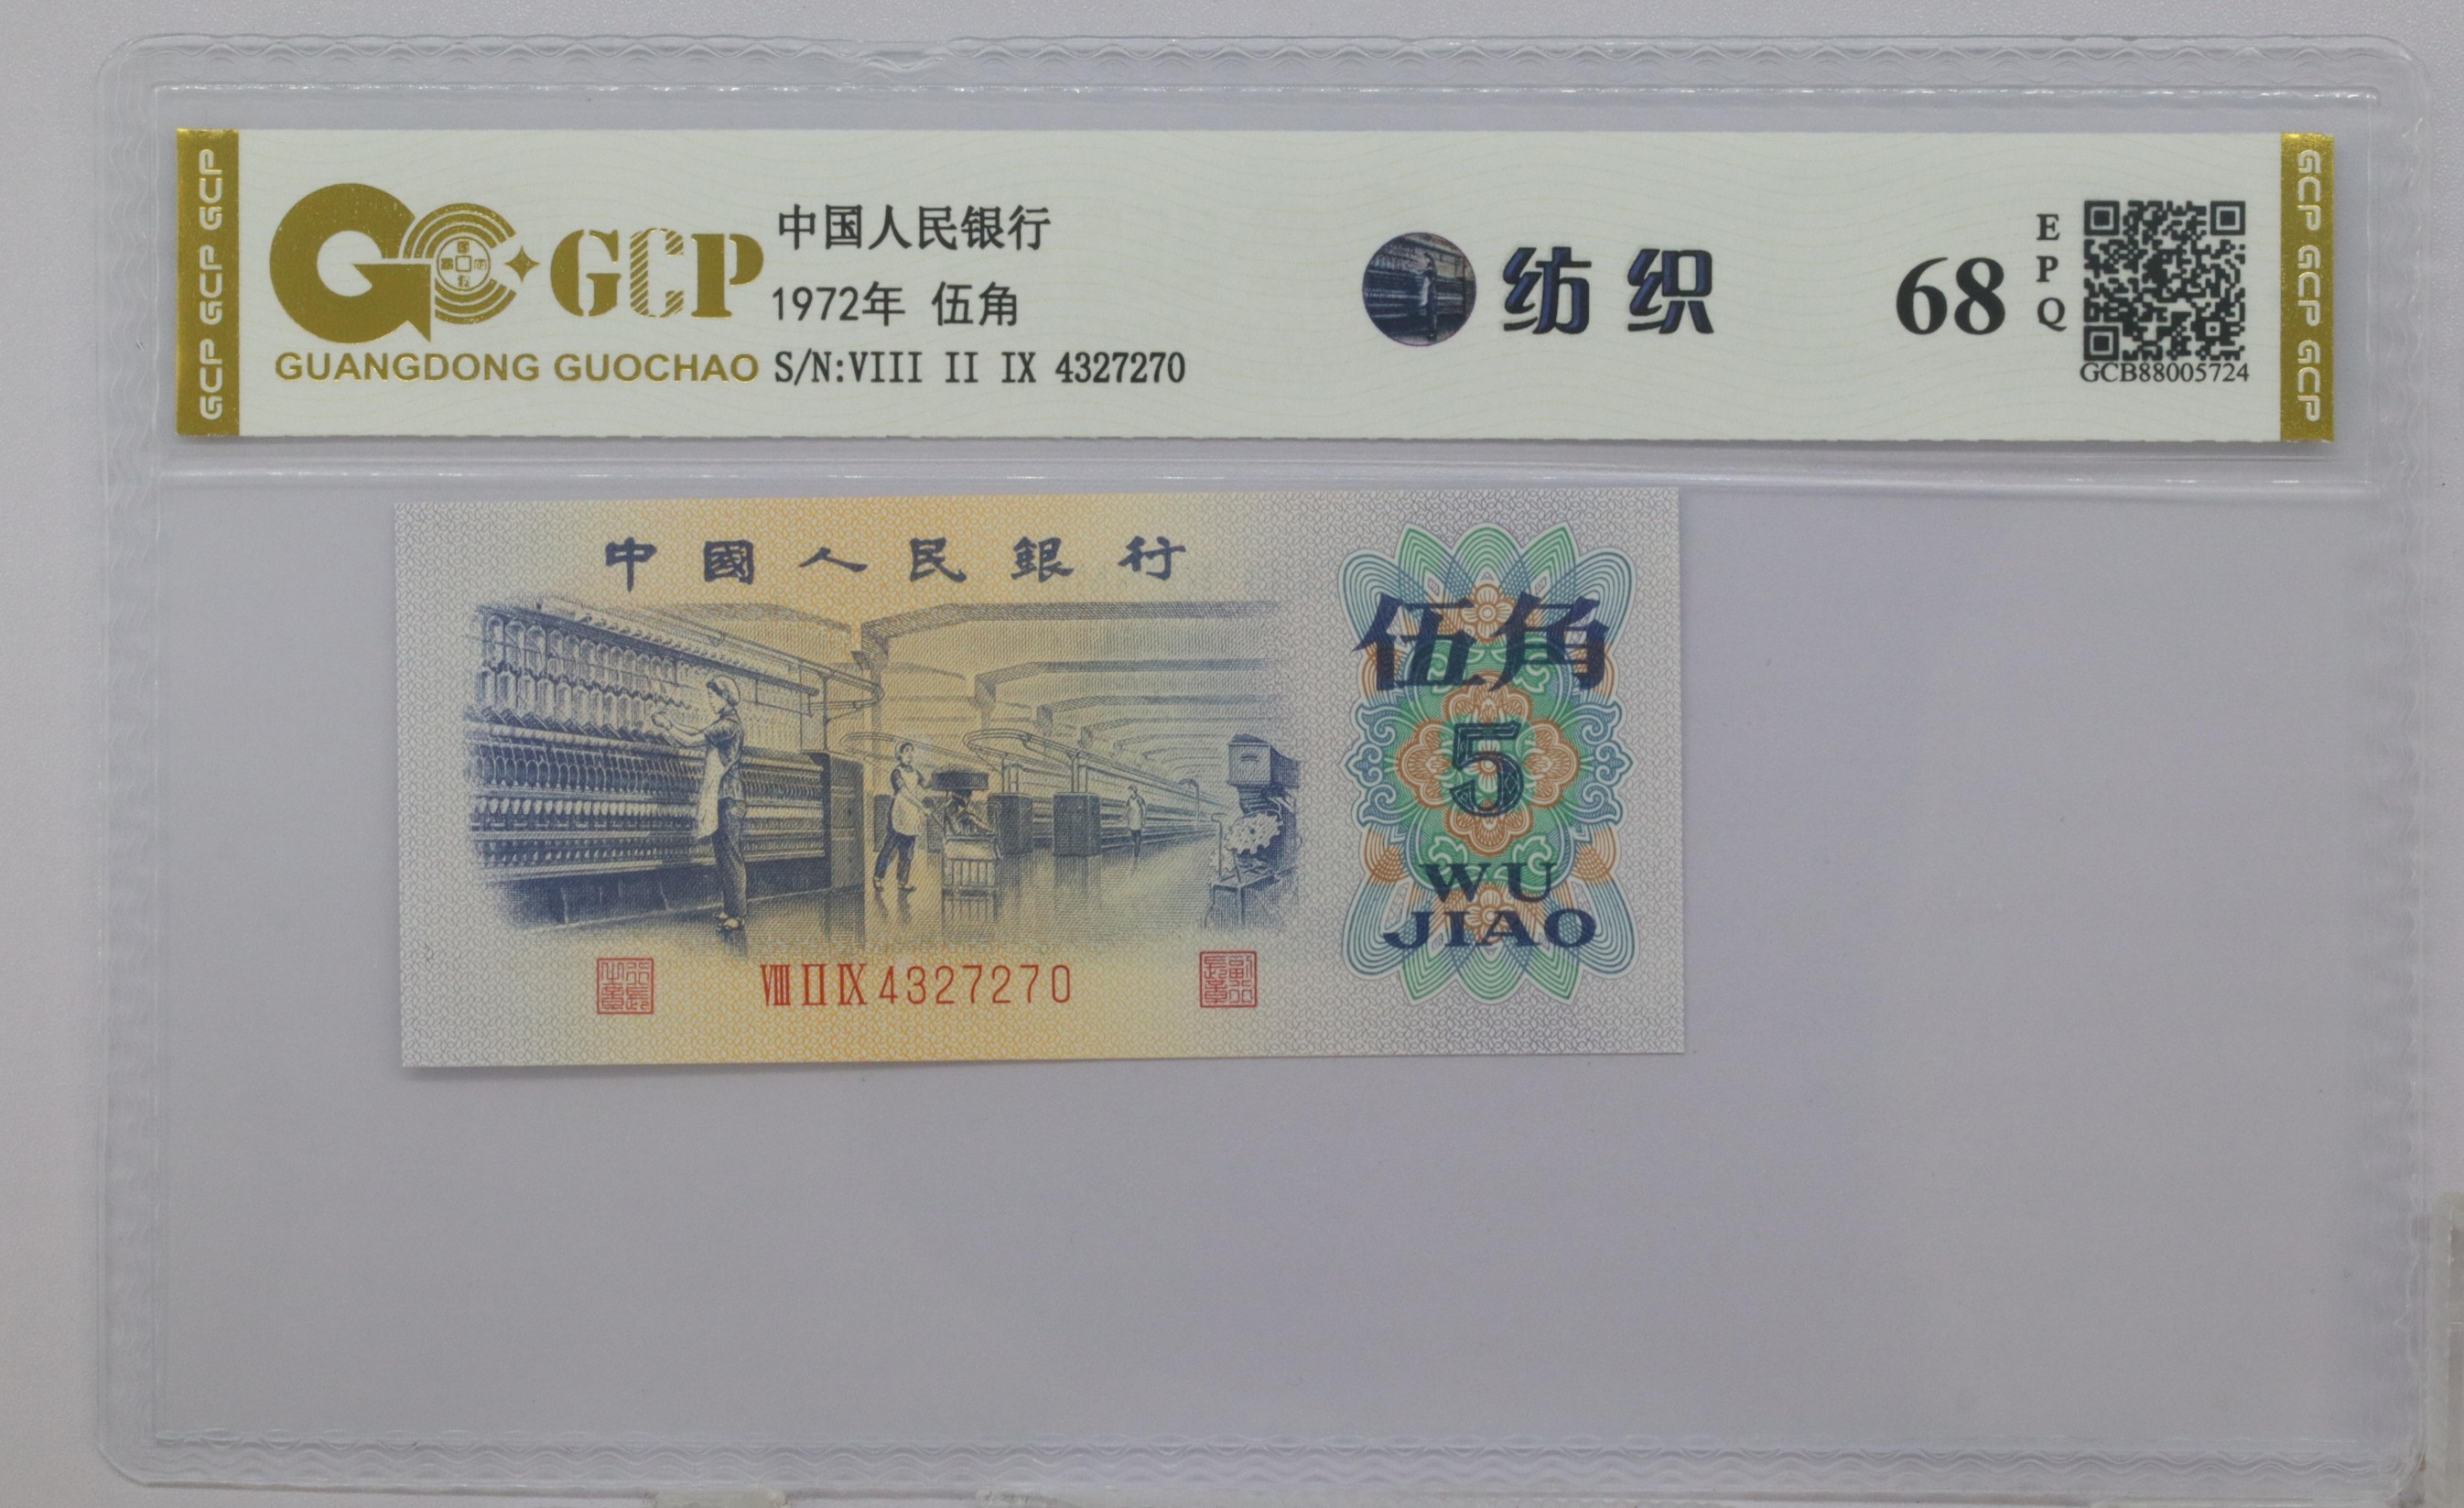 GCP GCP GCP
GCP
GUANGDONG GUOCHAO
中国人民银行
1972年 伍角
S/N:VIII II IX 4327270
纺织
68
EPQ
GCB88005724
GCP GCP GCP
中國人民銀行
伍角
5
WU
JIAO
VIII II IX 4327270